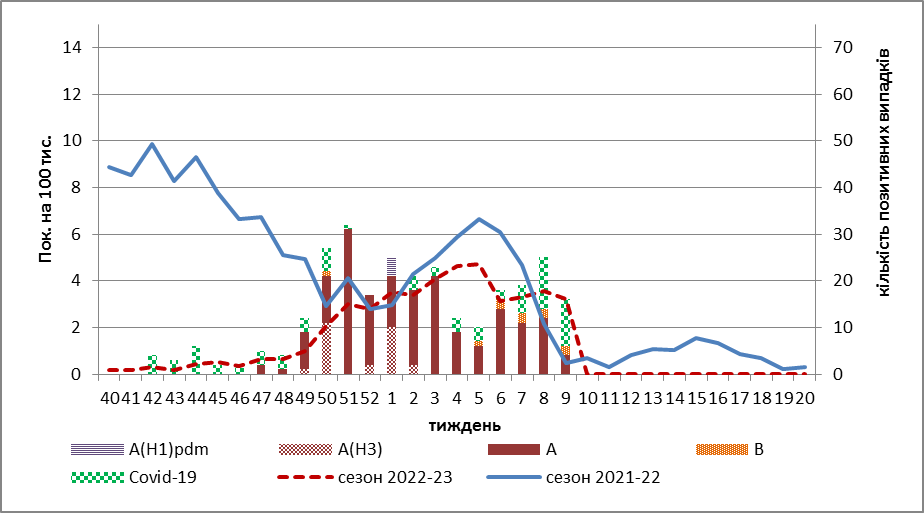 14 70
12 60
10 50
8 40
6 30
4 20
2 10
0 0
Пок. на 100 тис.
кількість позитивних випадків
40 41 42 43 44 45 46 47 48 49 50 51 52 1 2 3 4 5 6 7 8 9 10 11 12 13 14 15 16 17 18 19 20
тиждень
A(H1)pdm A(H3) A B
Covid-19 сезон 2022-23 сезон 2021-22